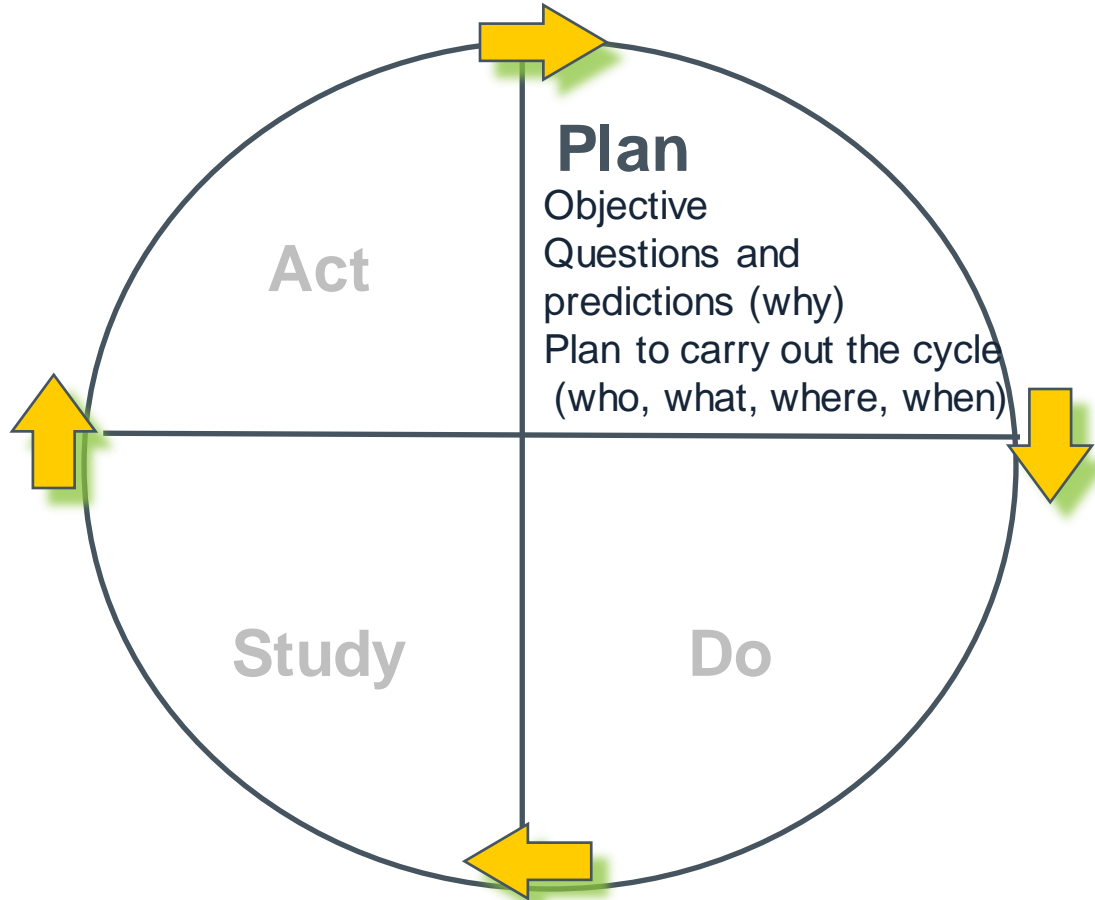 Plan
Objective
Questions and
predictions (why)
Plan to carry out the cycle
(who, what, where, when)
Act
Study
Do